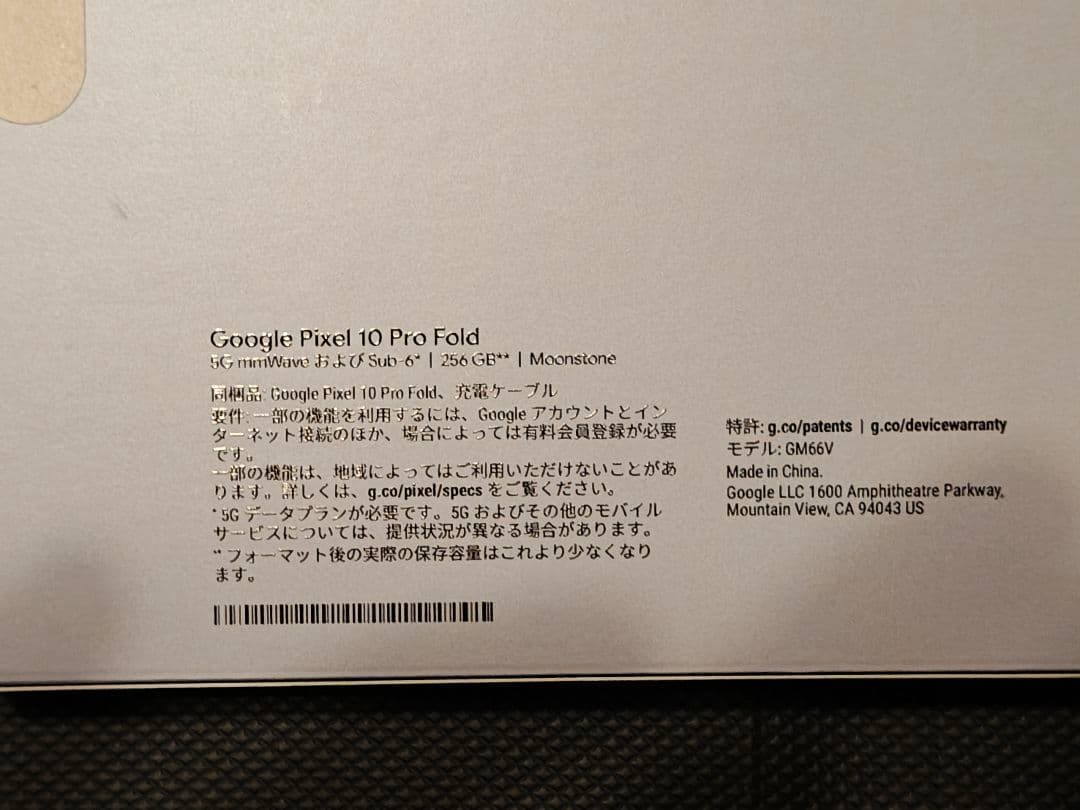 Google Pixel 10 Pro Fold
5G mmWave および Sub-6* | 256 GB** | Moonstone
同梱品: Google Pixel 10 Pro Fold、充電ケーブル
要件: 一部の機能を利用するには、Google アカウントとイン
ターネット接続のほか、場合によっては有料会員登録が必要
です。
一部の機能は、地域によってはご利用いただけないことがあ
ります。詳しくは、g.co/pixel/specs をご覧ください。
*5G データプランが必要です。5G およびその他のモバイル
サービスについては、提供状況が異なる場合があります。
**フォーマット後の実際の保存容量はこれより少なくなり
ます。
特許: g.co/patents | g.co/devicewarranty
モデル: GM66V
Made in China.
Google LLC 1600 Amphitheatre Parkway,
Mountain View, CA 94043 US